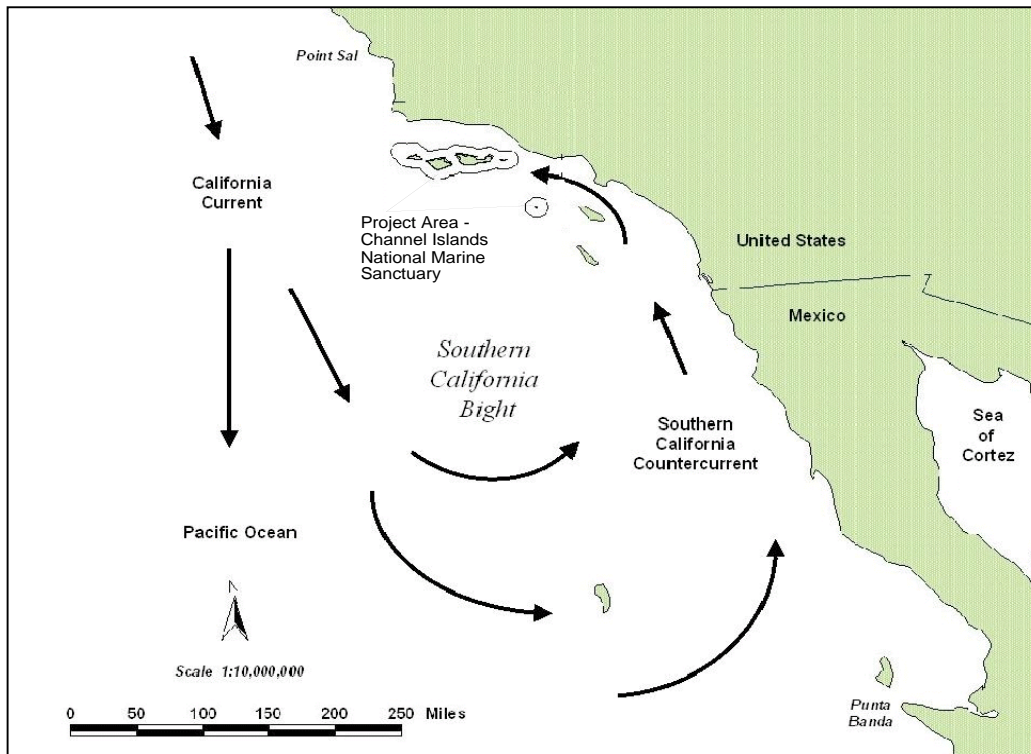 Point Sal
California
Current
Project Area -
Channel Islands
National Marine
Sanctuary
United States
Mexico
Southern
California
Bight
Southern
California
Countercurrent
Sea
of
Cortez
Pacific Ocean
N
Scale 1:10,000,000
0 50 100 150 200 250 Miles
Punta
Banda